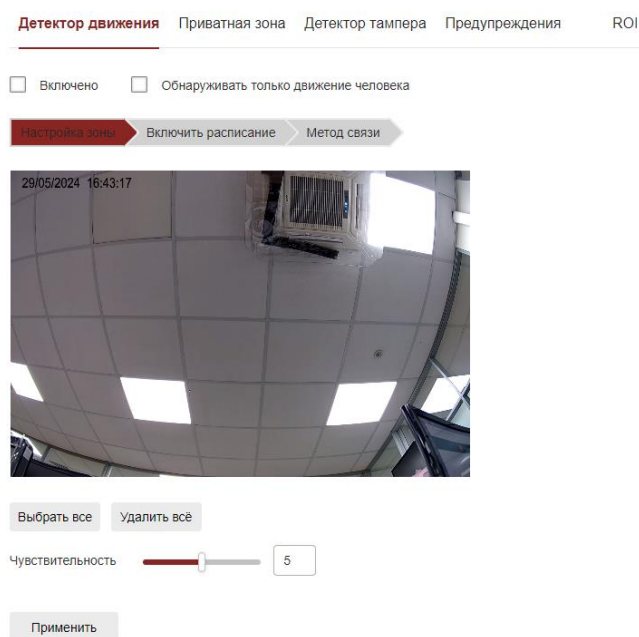 Детектор движения Приватная зона Детектор тампера Предупреждения ROI
Включено Обнаруживать только движение человека
Настройка зоны Включить расписание Метод связи
29/05/2024 16:43:17
Выбрать все Удалить всё
Чувствительность 5
Применить